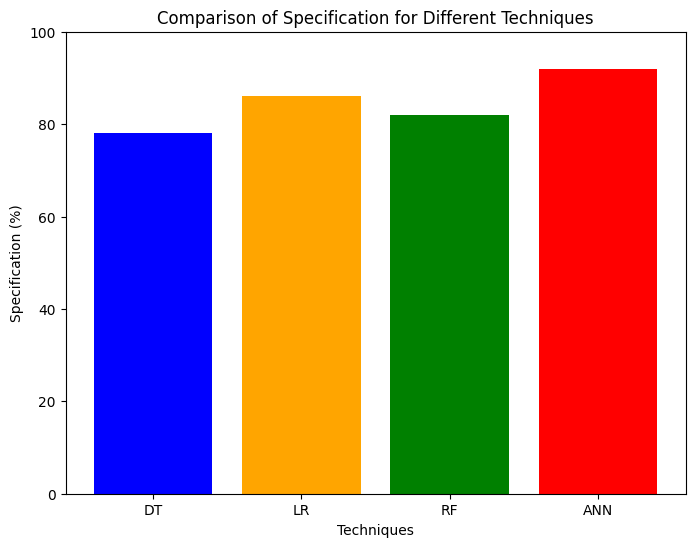 Comparison of Specification for Different Techniques
100
80
60
40
20
0
Specification (%)
DT LR RF ANN
Techniques